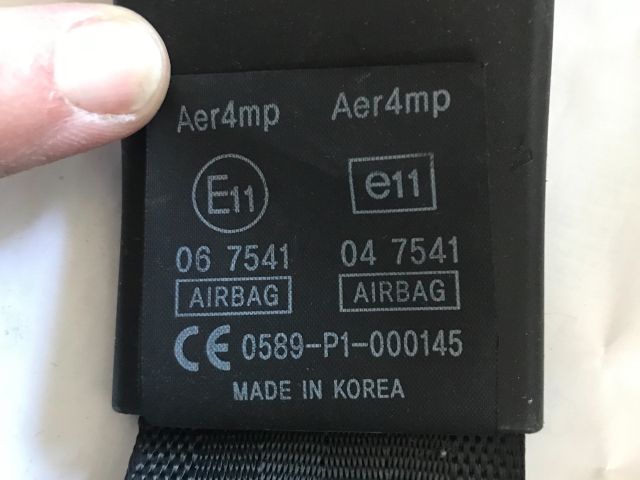 Aer4mp Aer4mp
E11 e11
06 7541 04 7541
AIRBAG AIRBAG
CE 0589-P1-000145
MADE IN KOREA